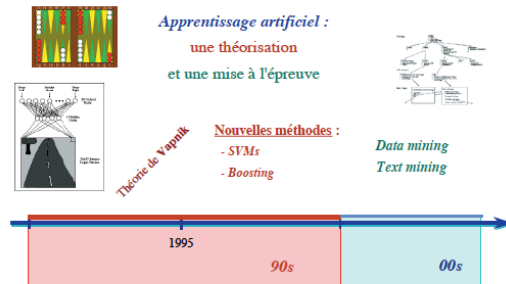 Apprentissage artificiel :
une théorisation
et une mise à l'épreuve
Théorie de Vapnik
Nouvelles méthodes :
- SVMs
- Boosting
Data mining
Text mining
1995
90s
00s